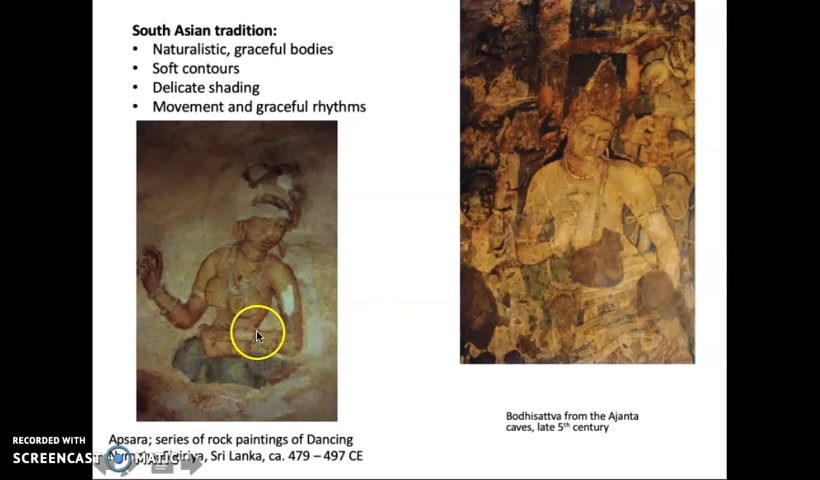 South Asian tradition:
• Naturalistic, graceful bodies
• Soft contours
• Delicate shading
• Movement and graceful rhythms
Bodhisattva from the Ajanta
caves, late 5th century
Apsara; series of rock paintings of Dancing
Sri Lanka, ca. 479 – 497 CE
RECORDED WITH
SCREENCAST MATIC